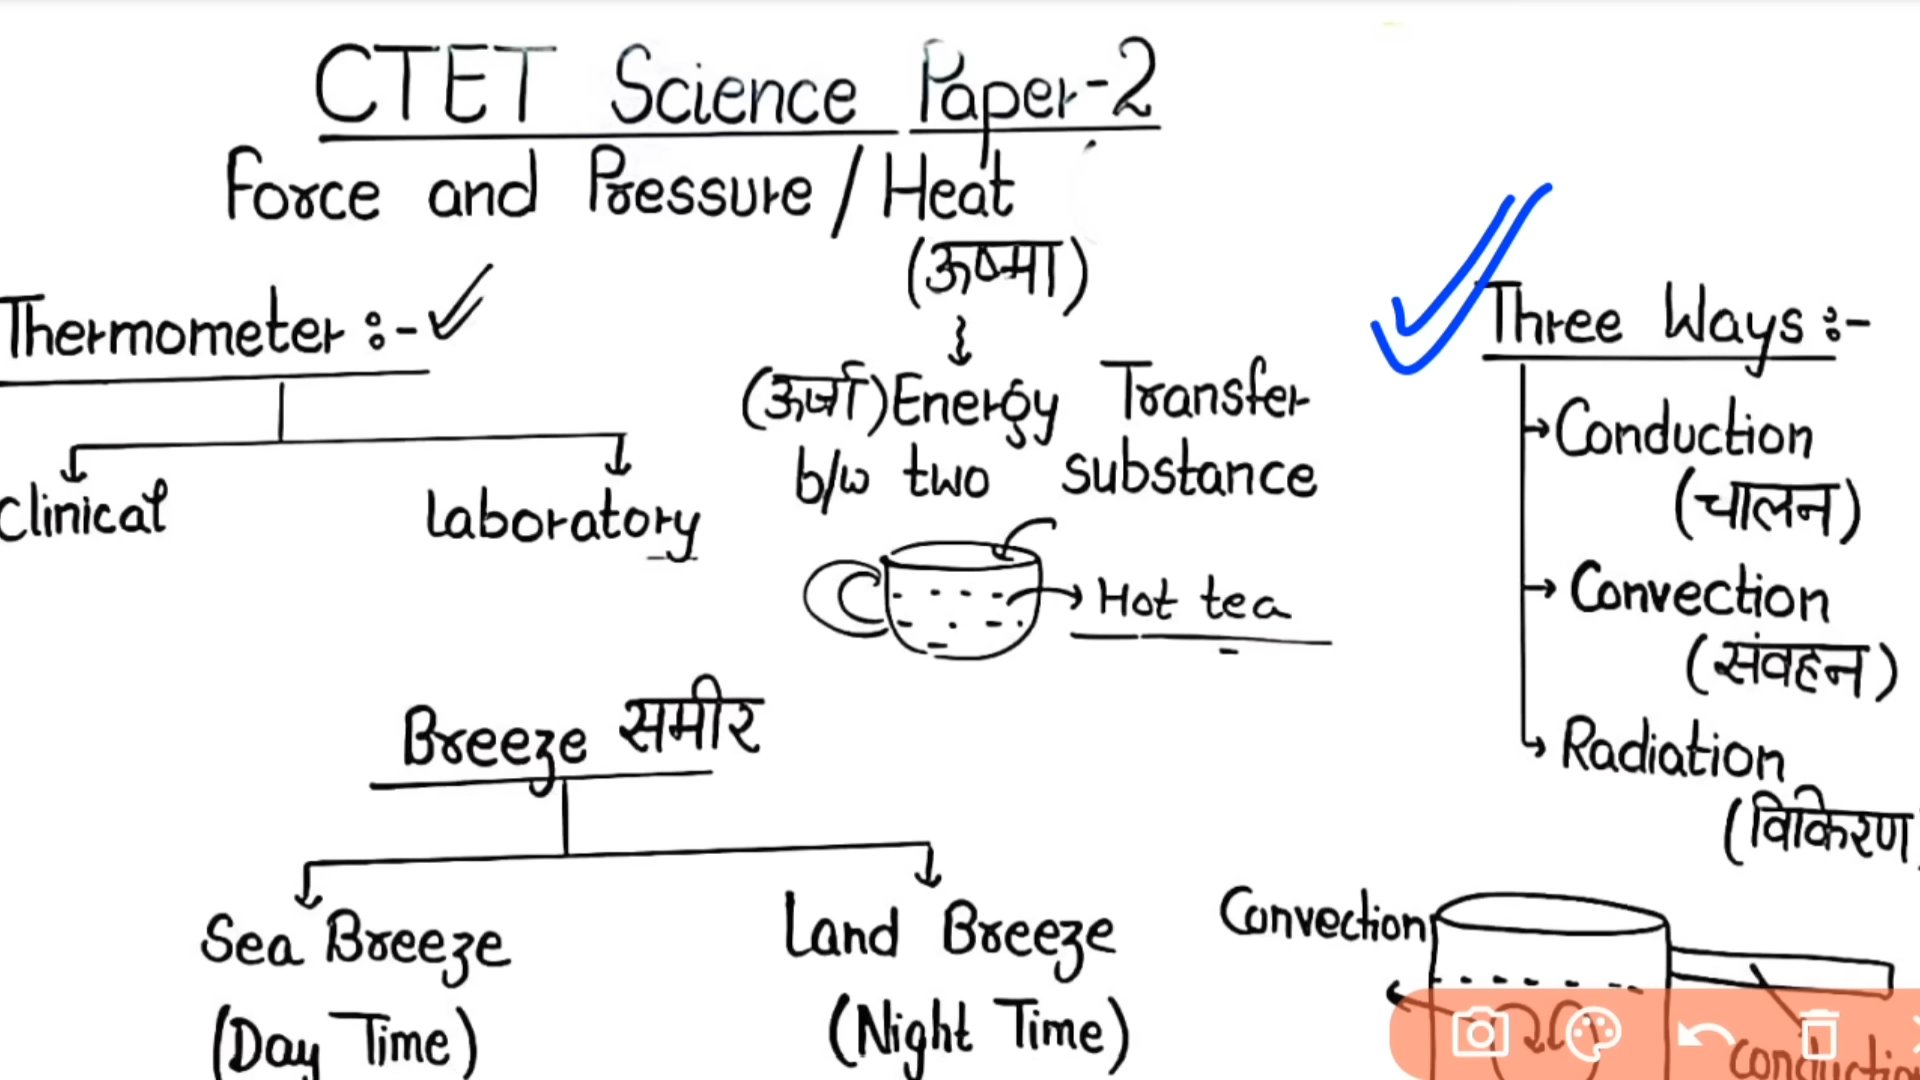 CTET Science Paper-2
Force and Pressure / Heat
(ऊष्मा)
Thermometer :-
Clinical
Laboratory
(ऊर्जा) Energy Transfer
b/w two substance
Hot tea
Three Ways :-
Conduction
(चालन)
Convection
(संवहन)
Radiation
(विकिरण)
Breeze समीर
Sea Breeze
(Day Time)
Land Breeze
(Night Time)
Convection